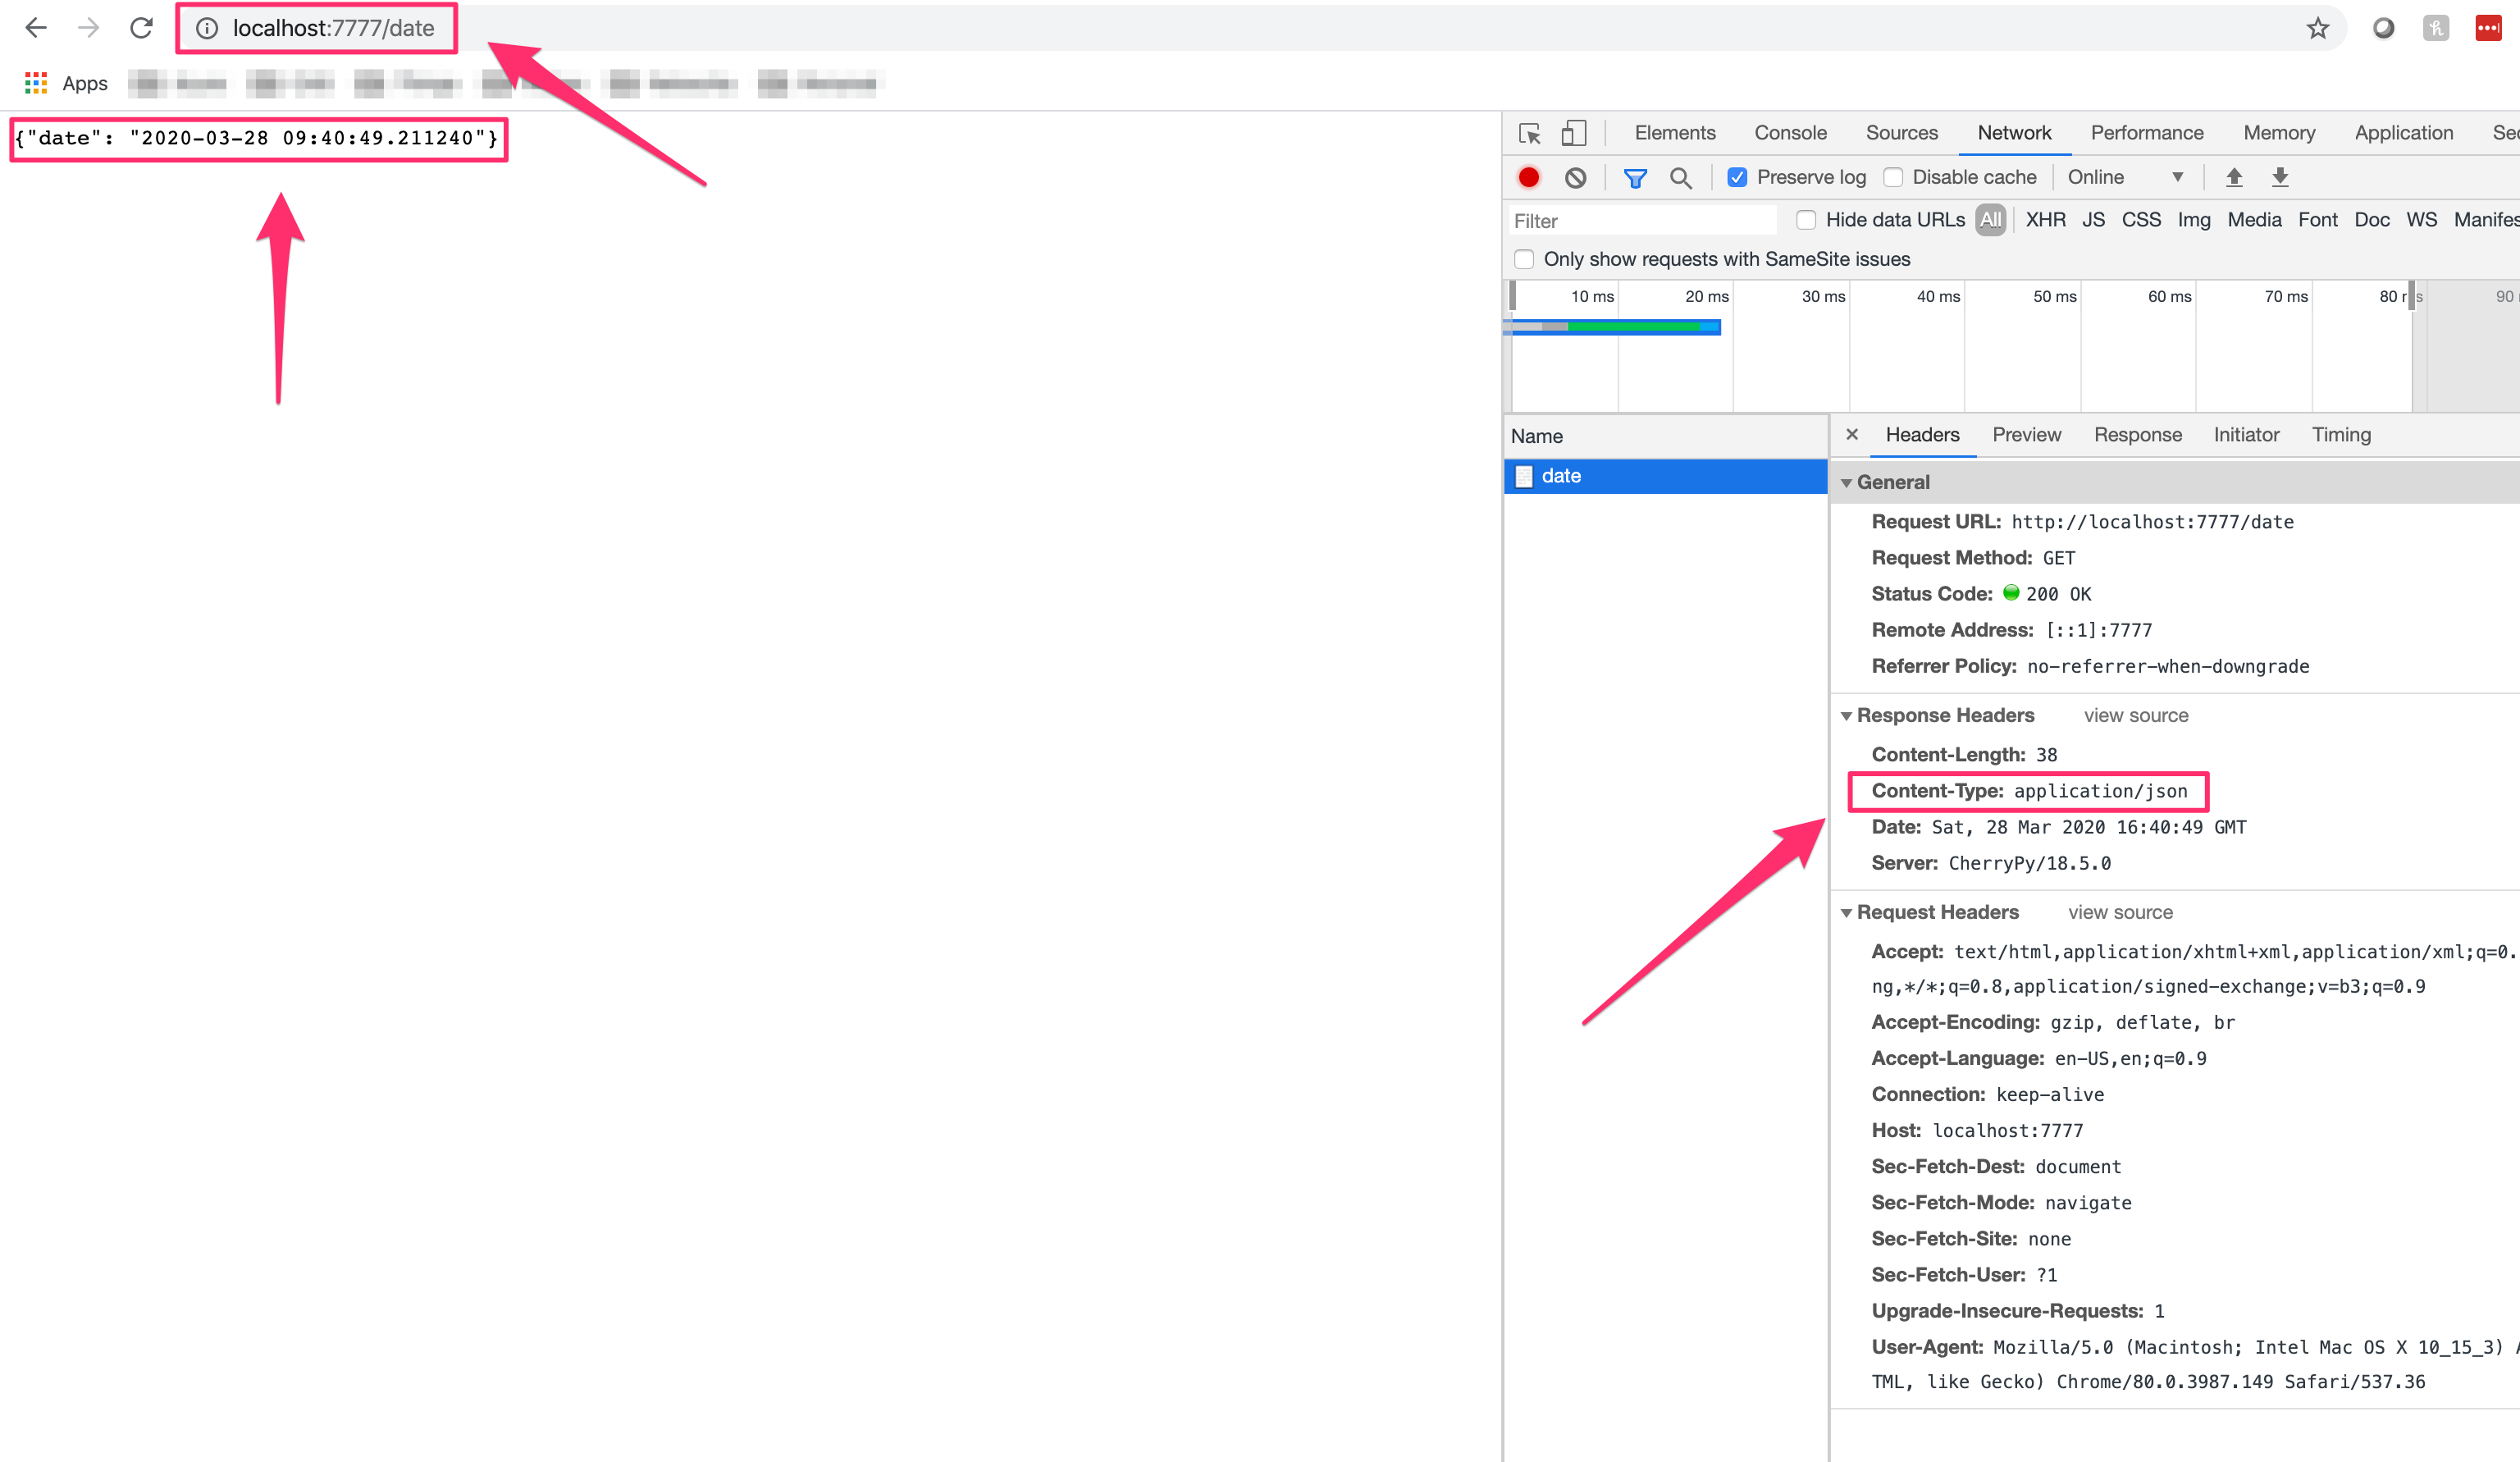 localhost:7777/date
Apps
{"date": "2020-03-28 09:40:49.211240"}
Elements Console Sources Network Performance Memory Application
Preserve log Disable cache Online
Filter Hide data URLs All XHR JS CSS Img Media Font Doc WS Manifes
Only show requests with SameSite issues
10 ms 20 ms 30 ms 40 ms 50 ms 60 ms 70 ms 80 ms 90
Name
date
Headers Preview Response Initiator Timing
General
Request URL: http://localhost:7777/date
Request Method: GET
Status Code: 200 OK
Remote Address: [::1]:7777
Referrer Policy: no-referrer-when-downgrade
Response Headers view source
Content-Length: 38
Content-Type: application/json
Date: Sat, 28 Mar 2020 16:40:49 GMT
Server: CherryPy/18.5.0
Request Headers view source
Accept: text/html,application/xhtml+xml,application/xml;q=0.
ng,*/*;q=0.8,application/signed-exchange;v=b3;q=0.9
Accept-Encoding: gzip, deflate, br
Accept-Language: en-US,en;q=0.9
Connection: keep-alive
Host: localhost:7777
Sec-Fetch-Dest: document
Sec-Fetch-Mode: navigate
Sec-Fetch-Site: none
Sec-Fetch-User: ?1
Upgrade-Insecure-Requests: 1
User-Agent: Mozilla/5.0 (Macintosh; Intel Mac OS X 10_15_3)
TML, like Gecko) Chrome/80.0.3987.149 Safari/537.36